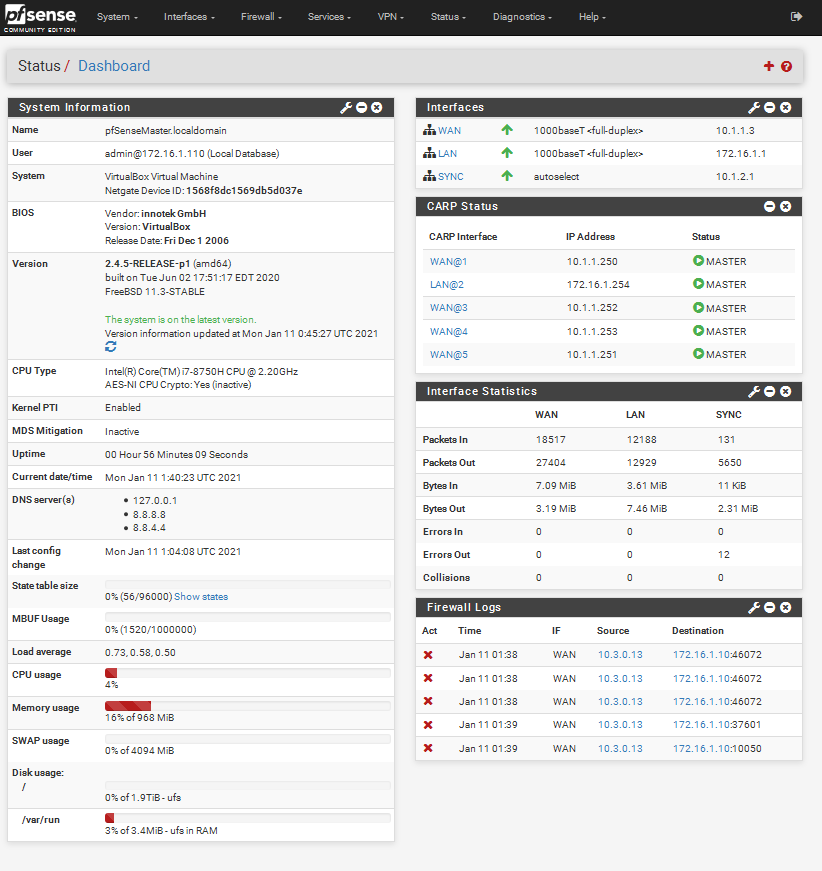 pfsense
COMMUNITY EDITION
System Interfaces Firewall Services VPN Status Diagnostics Help
Status / Dashboard
System Information
Name pfSenseMaster.localdomain
User admin@172.16.1.110 (Local Database)
System VirtualBox Virtual Machine
Netgate Device ID: 1568f8dc1569db5d037e
BIOS Vendor: innotek GmbH
Version: VirtualBox
Release Date: Fri Dec 1 2006
Version 2.4.5-RELEASE-p1 (amd64)
built on Tue Jun 02 17:51:17 EDT 2020
FreeBSD 11.3-STABLE
The system is on the latest version.
Version information updated at Mon Jan 11 0:45:27 UTC 2021
CPU Type Intel(R) Core(TM) i7-8750H CPU @ 2.20GHz
AES-NI CPU Crypto: Yes (inactive)
Kernel PTI Enabled
MDS Mitigation Inactive
Uptime 00 Hour 56 Minutes 09 Seconds
Current date/time Mon Jan 11 1:40:23 UTC 2021
DNS server(s) 127.0.0.1
8.8.8.8
8.8.4.4
Last config change Mon Jan 11 1:04:08 UTC 2021
State table size
0% (56/96000) Show states
MBUF Usage
0% (1520/1000000)
Load average 0.73, 0.58, 0.50
CPU usage
4%
Memory usage
16% of 968 MiB
SWAP usage
0% of 4094 MiB
Disk usage:
/
0% of 1.9TiB - ufs
/var/run
3% of 3.4MiB - ufs in RAM
Interfaces
WAN 1000baseT <full-duplex> 10.1.1.3
LAN 1000baseT <full-duplex> 172.16.1.1
SYNC autoselect 10.1.2.1
CARP Status
CARP Interface IP Address Status
WAN@1 10.1.1.250 MASTER
LAN@2 172.16.1.254 MASTER
WAN@3 10.1.1.252 MASTER
WAN@4 10.1.1.253 MASTER
WAN@5 10.1.1.251 MASTER
Interface Statistics
WAN LAN SYNC
Packets In 18517 12188 131
Packets Out 27404 12929 5650
Bytes In 7.09 MiB 3.61 MiB 11 KiB
Bytes Out 3.19 MiB 7.46 MiB 2.31 MiB
Errors In 0 0 0
Errors Out 0 0 12
Collisions 0 0 0
Firewall Logs
Act Time IF Source Destination
Jan 11 01:38 WAN 10.3.0.13 172.16.1.10:46072
Jan 11 01:38 WAN 10.3.0.13 172.16.1.10:46072
Jan 11 01:38 WAN 10.3.0.13 172.16.1.10:46072
Jan 11 01:39 WAN 10.3.0.13 172.16.1.10:37601
Jan 11 01:39 WAN 10.3.0.13 172.16.1.10:10050